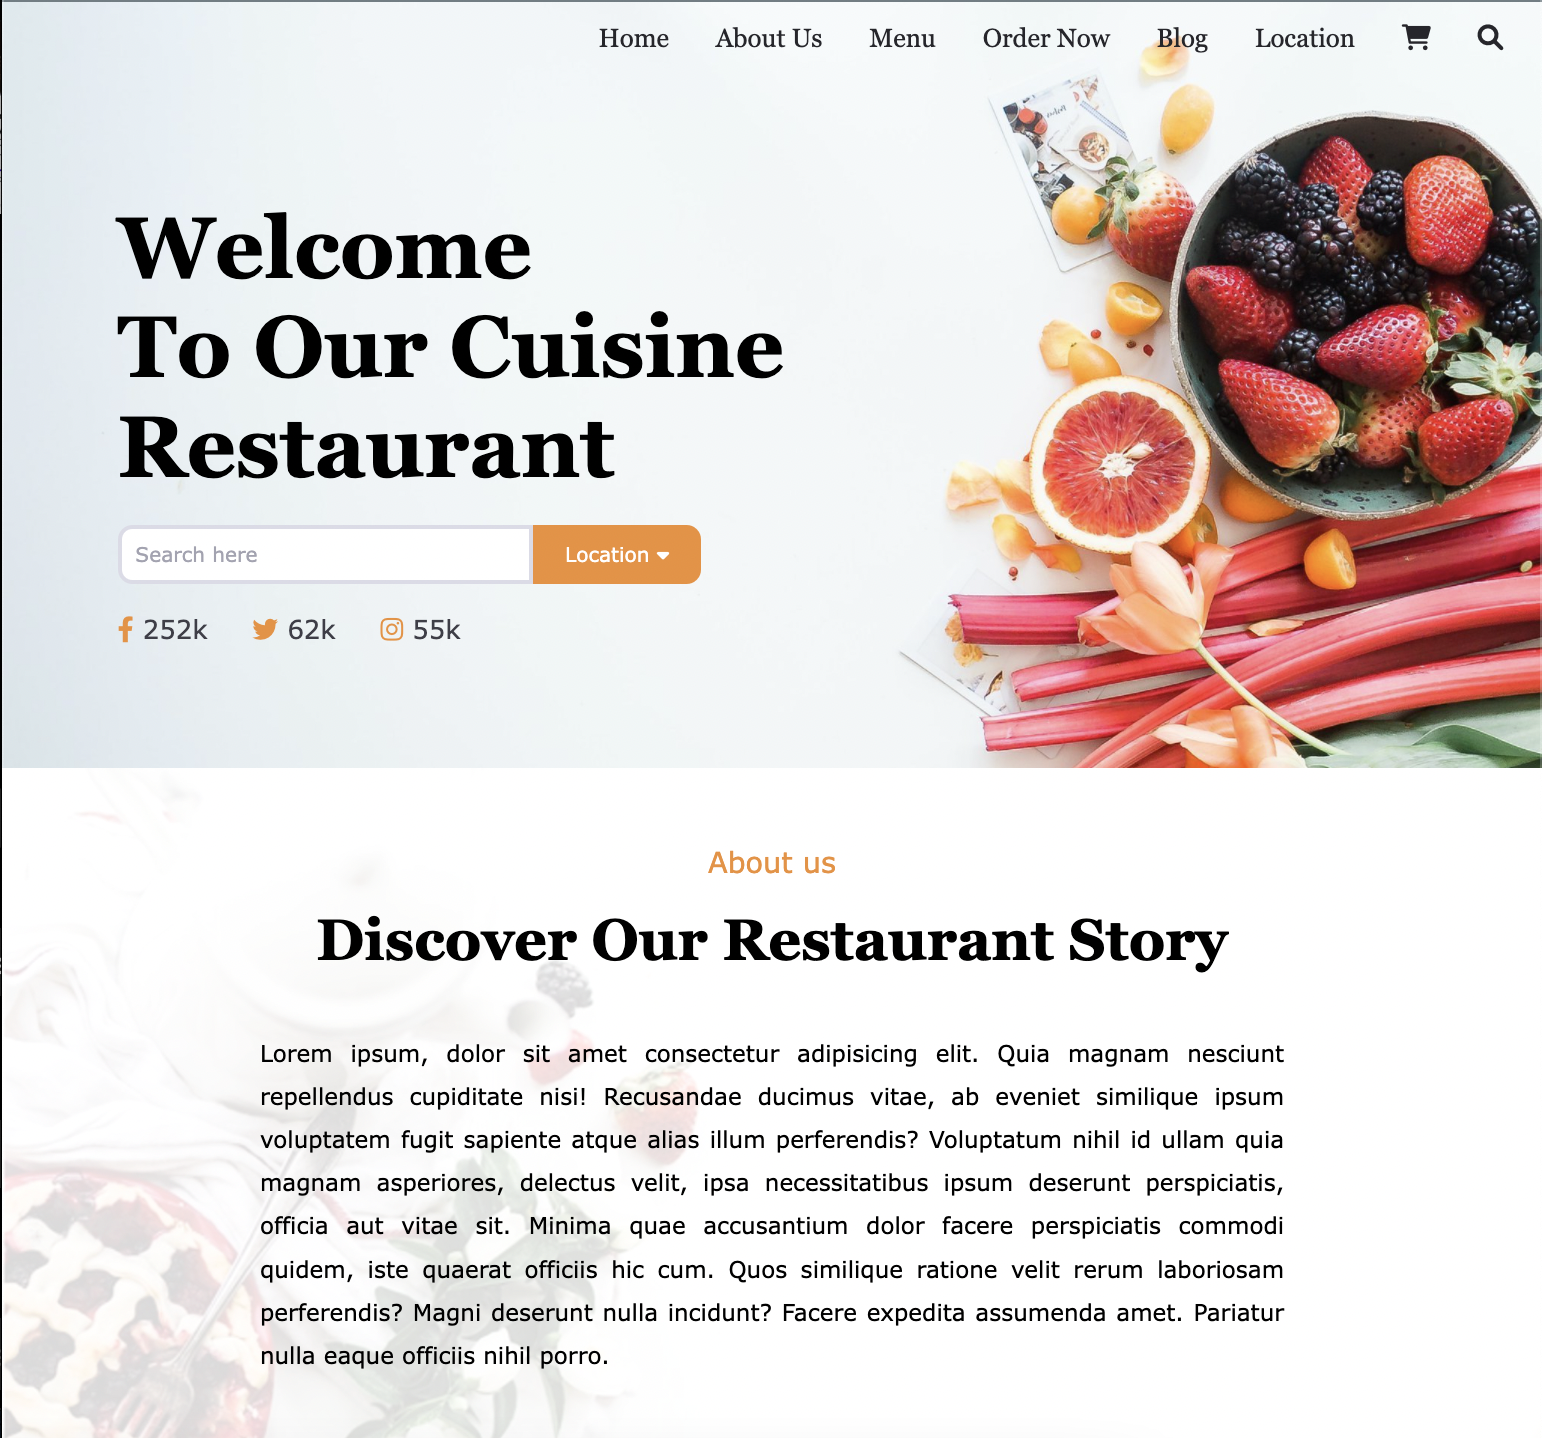 Home About Us Menu Order Now Blog Location
Welcome
To Our Cuisine
Restaurant
Search here Location
252k 62k 55k
About us
Discover Our Restaurant Story
Lorem ipsum, dolor sit amet consectetur adipisicing elit. Quia magnam nesciunt
repellendus cupiditate nisi! Recusandae ducimus vitae, ab eveniet similique ipsum
voluptatem fugit sapiente atque alias illum perferendis? Voluptatum nihil id ullam quia
magnam asperiores, delectus velit, ipsa necessitatibus ipsum deserunt perspiciatis,
officia aut vitae sit. Minima quae accusantium dolor facere perspiciatis commodi
quidem, iste quaerat officiis hic cum. Quos similique ratione velit rerum laboriosam
perferendis? Magni deserunt nulla incidunt? Facere expedita assumenda amet. Pariatur
nulla eaque officiis nihil porro.